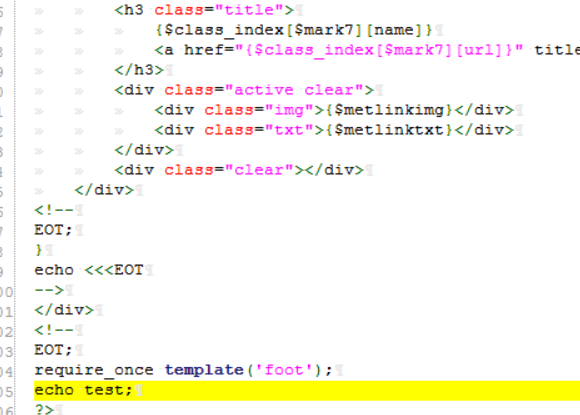 <h3 class="title">
{$class_index[$mark7][name]}
<a href="{$class_index[$mark7][url]}" title
</h3>
<div class="active clear">
<div class="img">{$metlinkimg}</div>
<div class="txt">{$metlinktxt}</div>
</div>
<div class="clear"></div>
</div>
<!--
EOT;
}
echo <<<EOT
-->
</div>
<!--
EOT;
require_once template('foot');
echo test;
?>